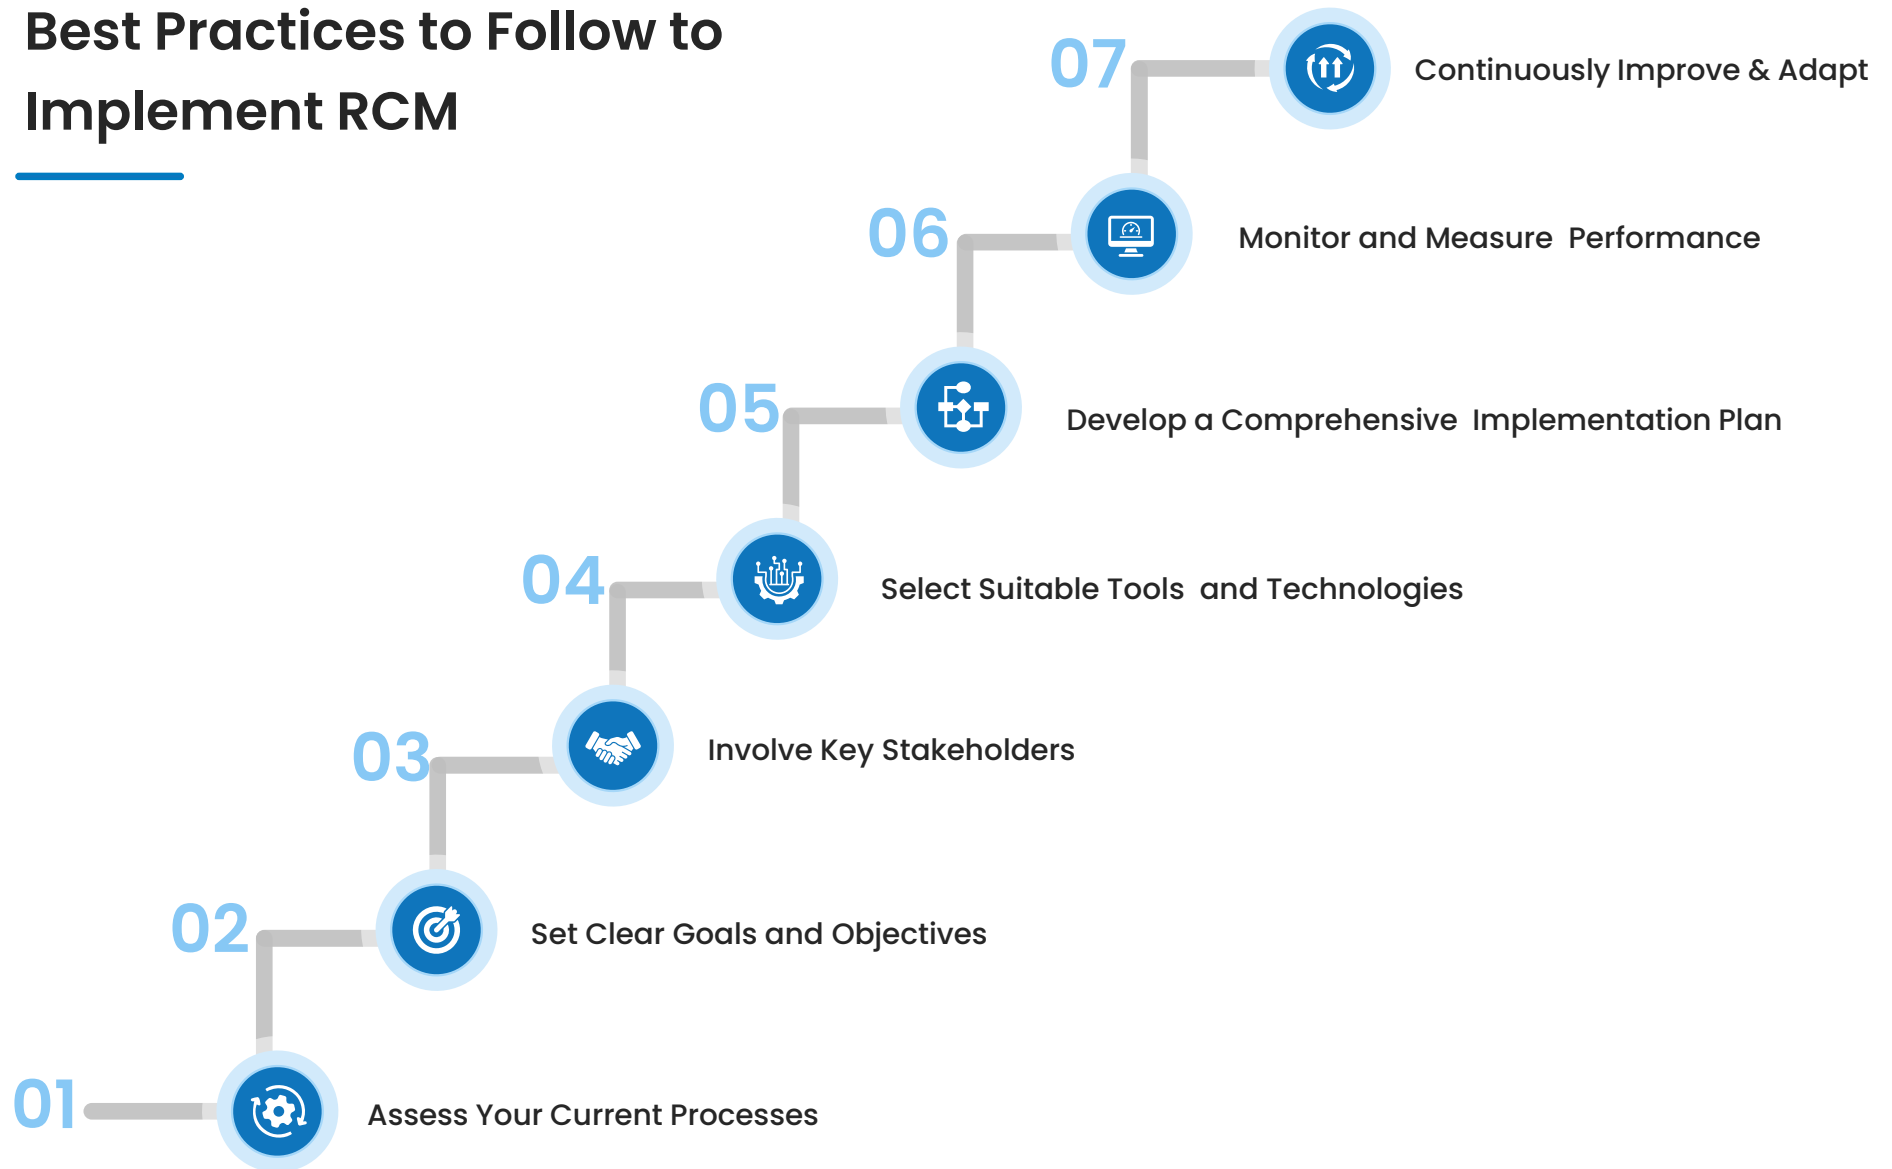 Best Practices to Follow to
Implement RCM
07
Continuously Improve & Adapt
06
Monitor and Measure Performance
05
Develop a Comprehensive Implementation Plan
04
Select Suitable Tools and Technologies
03
Involve Key Stakeholders
02
Set Clear Goals and Objectives
01
Assess Your Current Processes